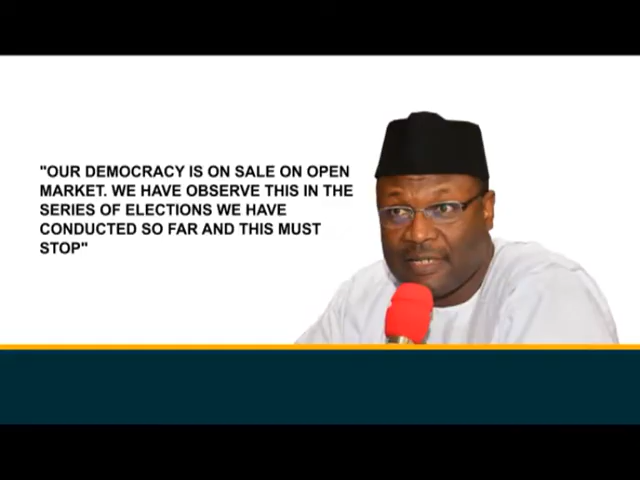 "OUR DEMOCRACY IS ON SALE ON OPEN
MARKET. WE HAVE OBSERVE THIS IN THE
SERIES OF ELECTIONS WE HAVE
CONDUCTED SO FAR AND THIS MUST
STOP"